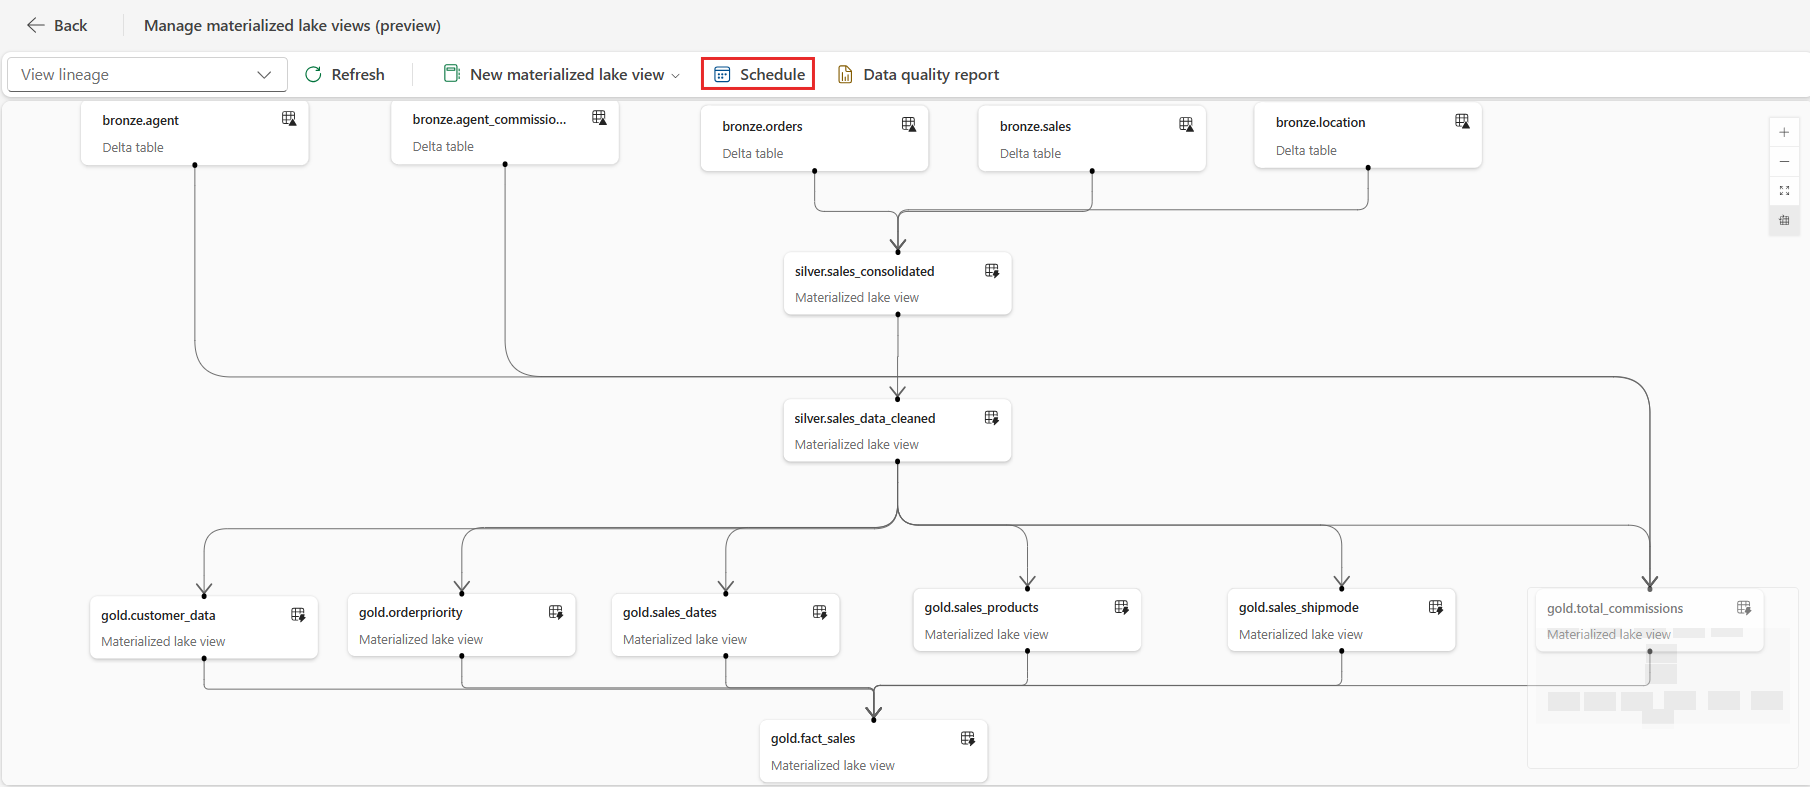 Back
Manage materialized lake views (preview)
View lineage
Refresh
New materialized lake view
Schedule
Data quality report
bronze.agent
Delta table
bronze.agent_commissio...
Delta table
bronze.orders
Delta table
bronze.sales
Delta table
bronze.location
Delta table
silver.sales_consolidated
Materialized lake view
silver.sales_data_cleaned
Materialized lake view
gold.customer_data
Materialized lake view
gold.orderpriority
Materialized lake view
gold.sales_dates
Materialized lake view
gold.sales_products
Materialized lake view
gold.sales_shipmode
Materialized lake view
gold.total_commissions
Materialized lake view
gold.fact_sales
Materialized lake view